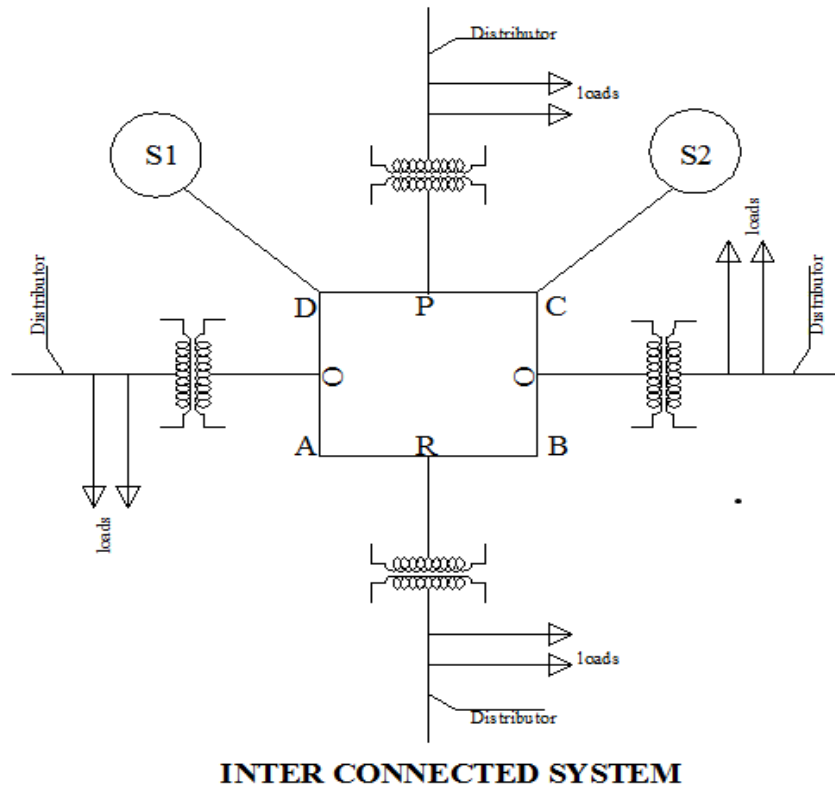 Distributor
loads
S1
S2
loads
Distributor
Distributor
D
P
C
O
O
A
R
B
loads
loads
Distributor
INTER CONNECTED SYSTEM